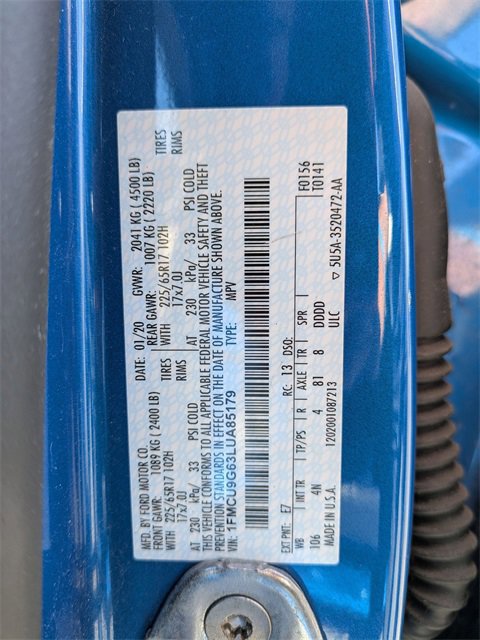 MFD. BY FORD MOTOR CO.
DATE: 01/20 GVWR: 2041 KG ( 4500 LB)
FRONT GAWR: 1089 KG ( 2400 LB) REAR GAWR: 1007 KG ( 2220 LB)
WITH 225/65R17 102H TIRES WITH 225/65R17 102H TIRES
17x7.0J RIMS 17x7.0J RIMS
AT 230 kPa/ 33 PSI COLD AT 230 kPa/ 33 PSI COLD
THIS VEHICLE CONFORMS TO ALL APPLICABLE FEDERAL MOTOR VEHICLE SAFETY AND THEFT
PREVENTION STANDARDS IN EFFECT ON THE DATE OF MANUFACTURE SHOWN ABOVE.
VIN: 1FMCU9G63LUA85179 TYPE: MPV
EXT PNT: E7 RC: 13 DSO: F0156
T0141
WB INT TR TP/PS R AXLE TR SPR
106 4N 4 81 8 DDDD
ULC
MADE IN U.S.A. 1202001087213 ▽ 5U5A-3520472-AA